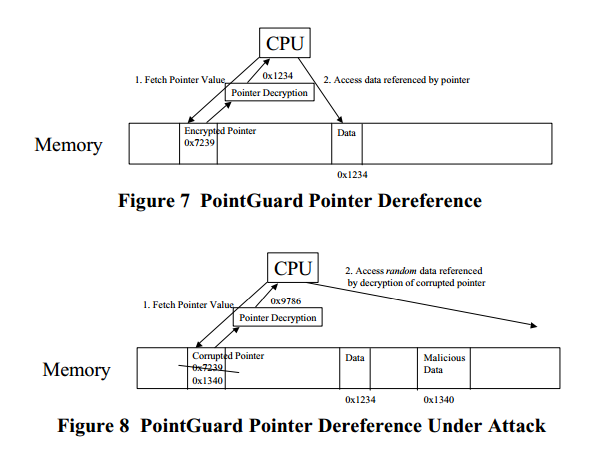 CPU
1. Fetch Pointer Value
0x1234
2. Access data referenced by pointer
Pointer Decryption
Memory
Encrypted Pointer
0x7239
Data
0x1234
Figure 7 PointGuard Pointer Dereference
CPU
2. Access random data referenced
by decryption of corrupted pointer
1. Fetch Pointer Value
0x9786
Pointer Decryption
Memory
Corrupted Pointer
0x7239
0x1340
Data
Malicious
Data
0x1234
0x1340
Figure 8 PointGuard Pointer Dereference Under Attack